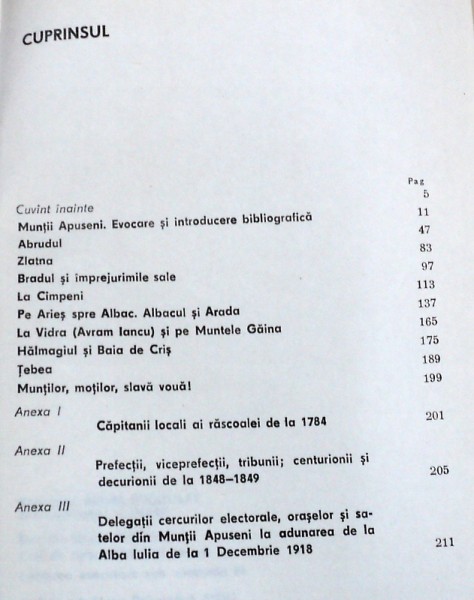 CUPRINSUL
Pag
Cuvînt înainte 5
Munții Apuseni. Evocare și introducere bibliografică 11
Abrudul 47
Zlatna 83
Bradul și împrejurimile sale 97
La Cîmpeni 113
Pe Arieș spre Albac. Albacul și Arada 137
La Vidra (Avram Iancu) și pe Muntele Găina 165
Hălmagiul și Baia de Criș 175
Țebea 189
Munților, moților, slavă vouă! 199
Anexa I
Căpitanii locali ai răscoalei de la 1784 201
Anexa II
Prefecții, viceprefecții, tribunii; centurionii și
decurionii de la 1848–1849 205
Anexa III
Delegații cercurilor electorale, orașelor și sa-
telor din Munții Apuseni la adunarea de la
Alba Iulia de la 1 Decembrie 1918 211